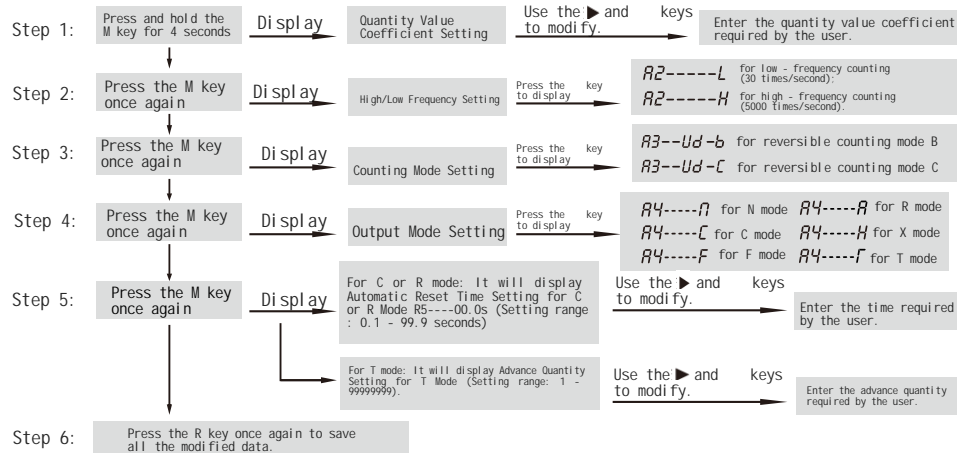 Step 1:
Press and hold the
M key for 4 seconds
Display
Quantity Value
Coefficient Setting
Use the ▶ and keys
to modify.
Enter the quantity value coefficient
required by the user.
Step 2:
Press the M key
once again
Display
High/Low Frequency Setting
Press the key
to display
A2-----L for low - frequency counting
(30 times/second):
A2-----H for high - frequency counting
(5000 times/second).
Step 3:
Press the M key
once again
Display
Counting Mode Setting
Press the key
to display
A3--Ud-b for reversible counting mode B
A3--Ud-C for reversible counting mode C
Step 4:
Press the M key
once again
Display
Output Mode Setting
Press the key
to display
A4-----n for N mode A4-----A for R mode
A4-----C for C mode A4-----H for X mode
A4-----F for F mode A4-----Γ for T mode
Step 5:
Press the M key
once again
Display
For C or R mode: It will display
Automatic Reset Time Setting for C
or R Mode R5----00.0s (Setting range
: 0.1 - 99.9 seconds)
Use the ▶ and keys
to modify.
Enter the time required
by the user.
For T mode: It will display Advance Quantity
Setting for T Mode (Setting range: 1 -
99999999).
Use the ▶ and keys
to modify.
Enter the advance quantity
required by the user.
Step 6:
Press the R key once again to save
all the modified data.